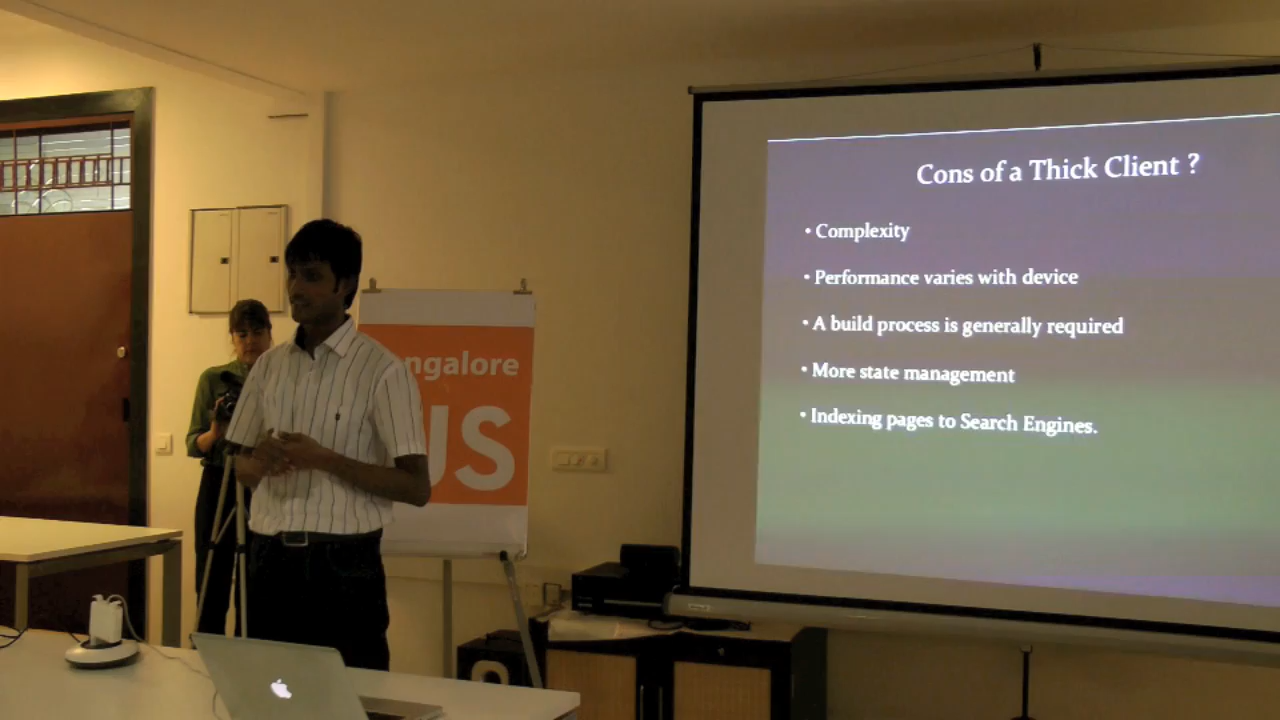 Cons of a Thick Client ?
• Complexity
• Performance varies with device
• A build process is generally required
• More state management
• Indexing pages to Search Engines.
ngalore
JS